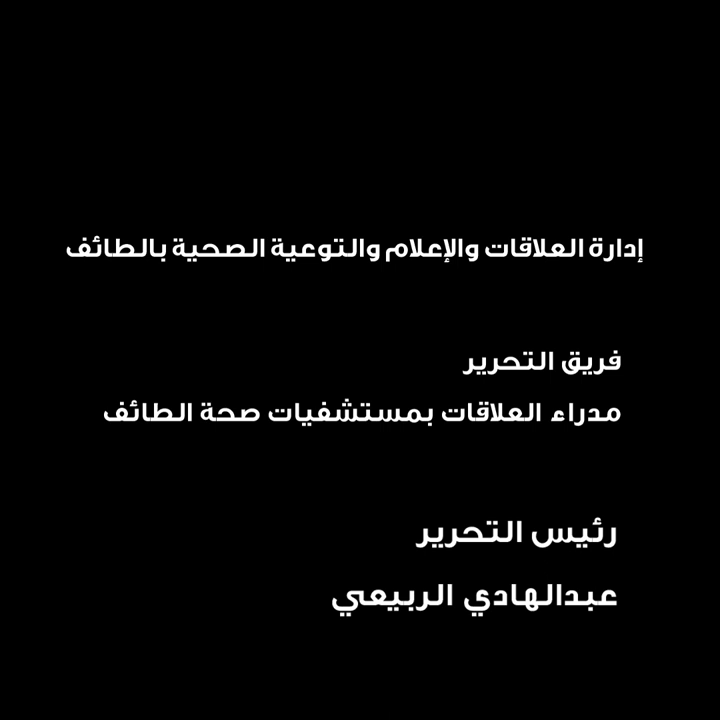 إدارة العلاقات والإعلام والتوعية الصحية بالطائف
فريق التحرير
مدراء العلاقات بمستشفيات صحة الطائف
رئيس التحرير
عبدالهادي الربيعي